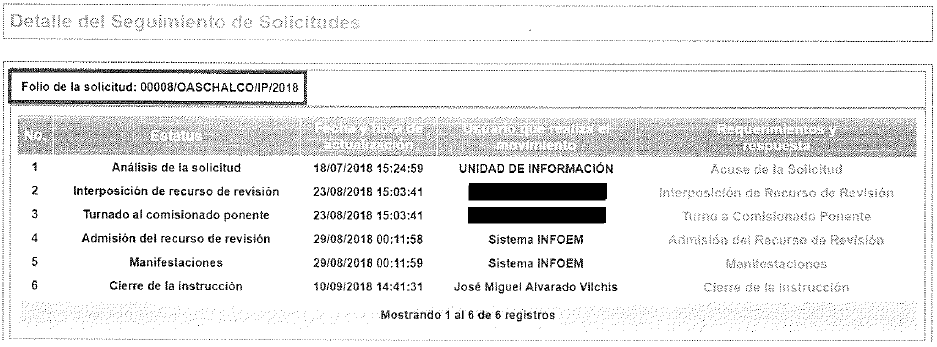 Detalle del Seguimiento de Solicitudes
Folio de la solicitud: 00008/OASCHALCO/IP/2018
No. Estatus Fecha y hora de actualización Usuario que realiza el movimiento Requerimientos y respuesta
1 Análisis de la solicitud 18/07/2018 15:24:59 UNIDAD DE INFORMACIÓN Acuse de la Solicitud
2 Interposición de recurso de revisión 23/08/2018 15:03:41 Interposición de Recurso de Revisión
3 Turnado al comisionado ponente 23/08/2018 15:03:41 Turno a Comisionado Ponente
4 Admisión del recurso de revisión 29/08/2018 00:11:58 Sistema INFOEM Admisión del Recurso de Revisión
5 Manifestaciones 29/08/2018 00:11:59 Sistema INFOEM Manifestaciones
6 Cierre de la instrucción 10/09/2018 14:41:31 José Miguel Alvarado Vilchis Cierre de la instrucción
Mostrando 1 al 6 de 6 registros